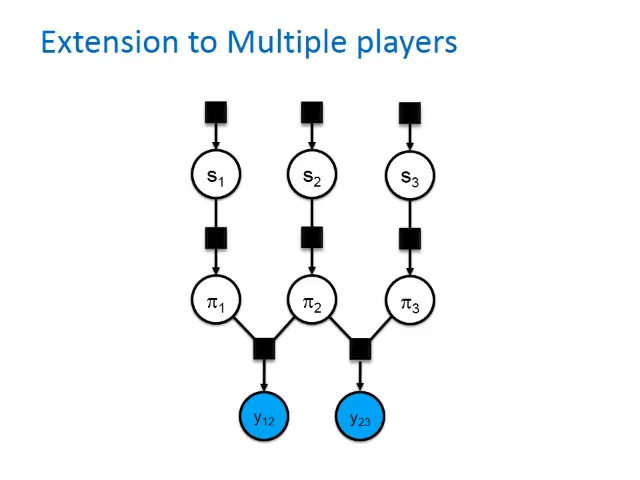 Extension to Multiple players
s1 s2 s3
π1 π2 π3
y12 y23